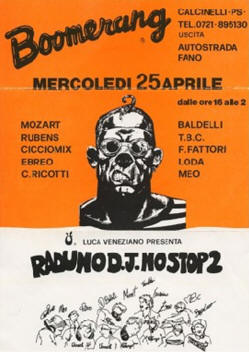 Boomerang
CALCINELLI-PS-
TEL.0721-895130
USCITA
AUTOSTRADA
FANO
MERCOLEDI 25 APRILE
dalle ore 16 alle 2
MOZART
RUBENS
CICCIOMIX
EBREO
C.RICOTTI
BALDELLI
T.B.C.
F.FATTORI
LODA
MEO
LUCA VENEZIANO PRESENTA
RADUNO D.J. NO STOP 2